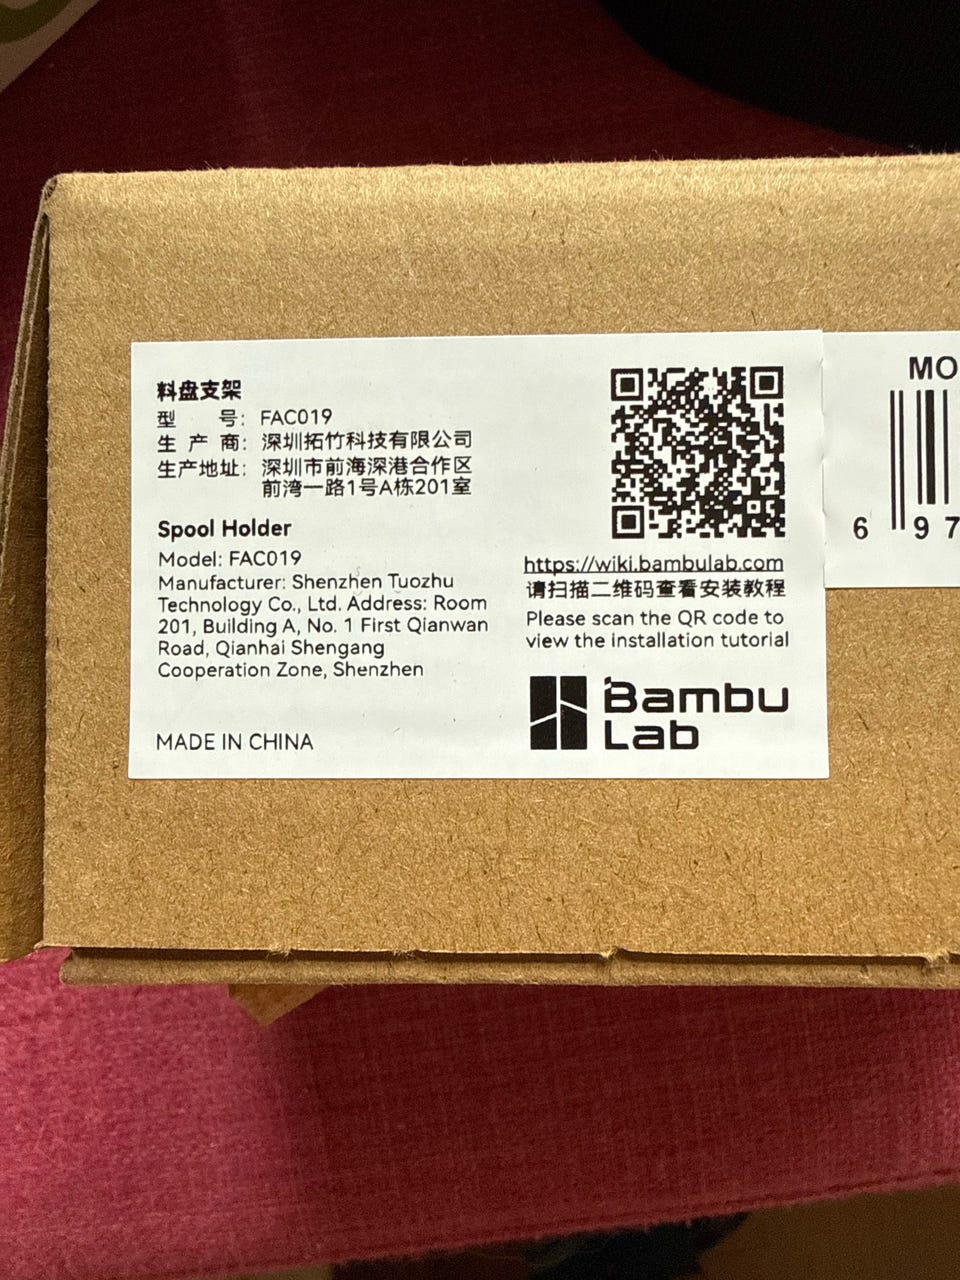 料盘支架
型 号: FAC019
生 产 商: 深圳拓竹科技有限公司
生产地址: 深圳市前海深港合作区
前湾一路1号A栋201室
Spool Holder
Model: FAC019
Manufacturer: Shenzhen Tuozhu
Technology Co., Ltd. Address: Room
201, Building A, No. 1 First Qianwan
Road, Qianhai Shengang
Cooperation Zone, Shenzhen
MADE IN CHINA
https://wiki.bambulab.com
请扫描二维码查看安装教程
Please scan the QR code to
view the installation tutorial
Bambu
Lab
MO
6 97